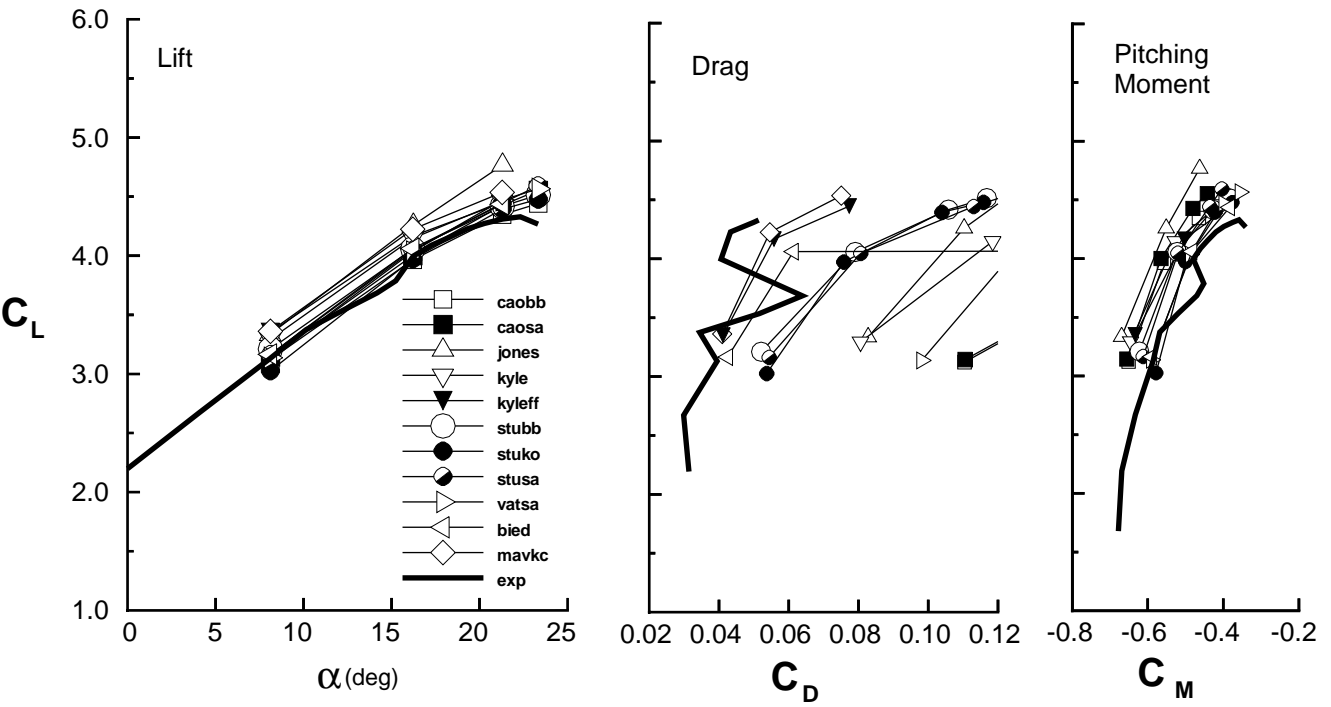 6.0
5.0
4.0
3.0
2.0
1.0
C L
Lift
caobb
caosa
jones
kyle
kyleff
stubb
stuko
stusa
vatsa
bied
mavkc
exp
0 5 10 15 20 25
α (deg)
Drag
0.02 0.04 0.06 0.08 0.10 0.12
C D
Pitching
Moment
-0.8 -0.6 -0.4 -0.2
C M